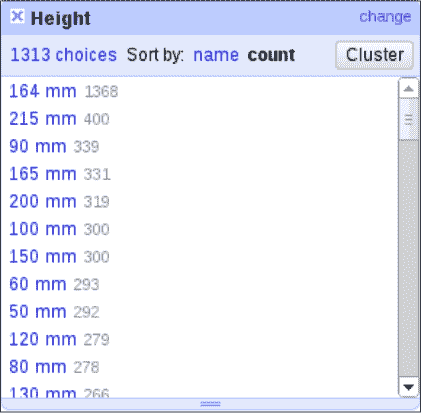 Height change
1313 choices Sort by: name count Cluster
164 mm 1368
215 mm 400
90 mm 339
165 mm 331
200 mm 319
100 mm 300
150 mm 300
60 mm 293
50 mm 292
120 mm 279
80 mm 278
130 mm 266